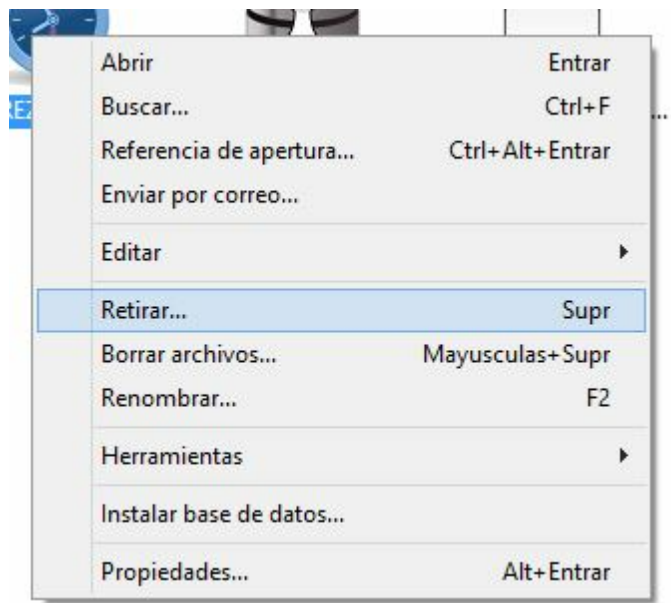 Abrir Entrar
Buscar... Ctrl+F
...
Referencia de apertura... Ctrl+Alt+Entrar
Enviar por correo...
Editar
Retirar... Supr
Borrar archivos... Mayusculas+Supr
Renombrar... F2
Herramientas
Instalar base de datos...
Propiedades... Alt+Entrar